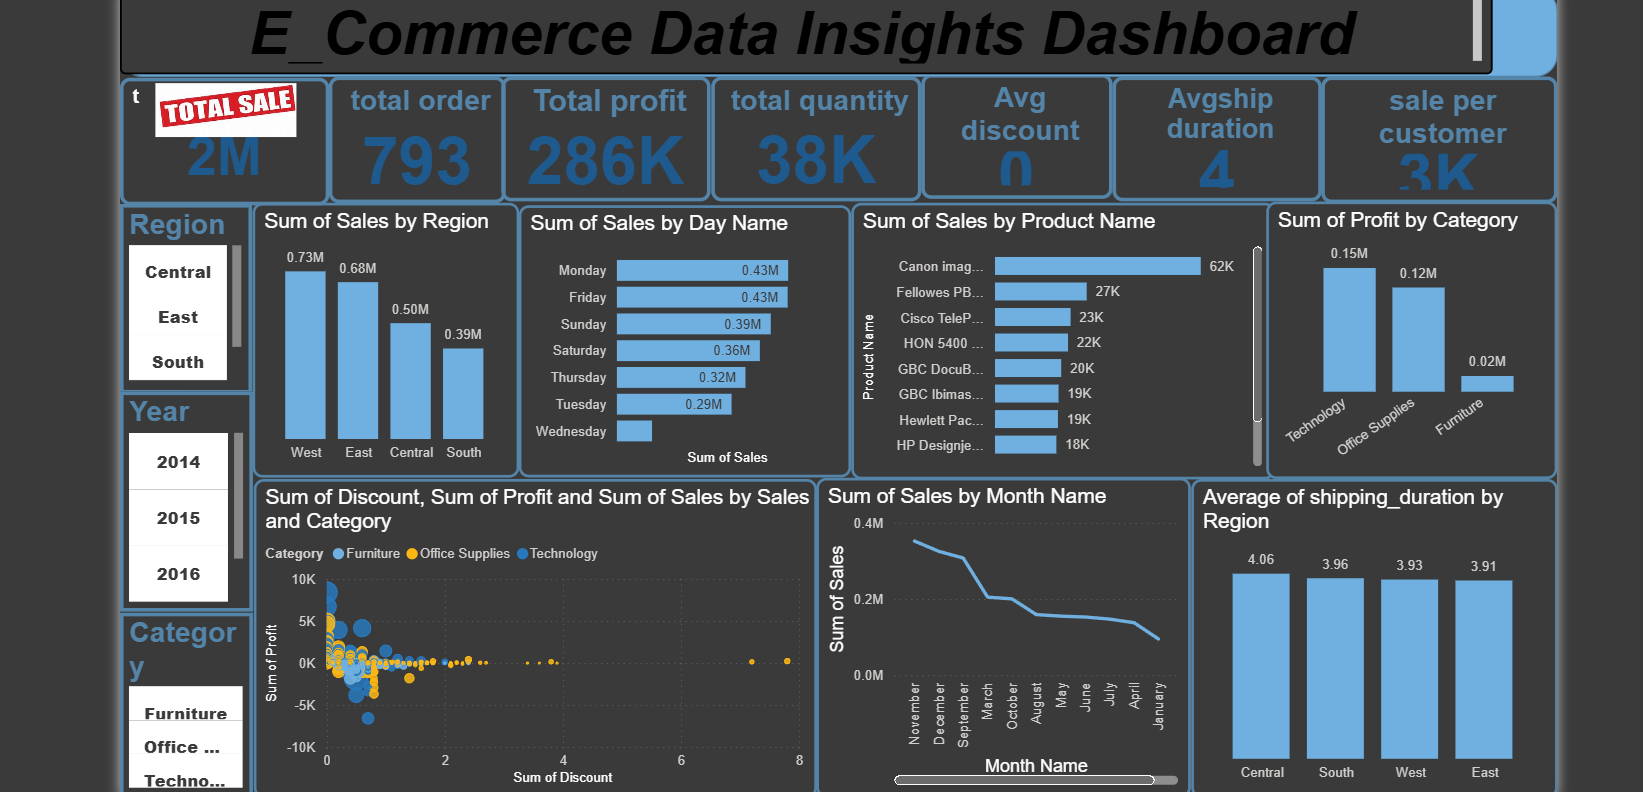 E_Commerce Data Insights Dashboard
t
TOTAL SALE
2M
total order
793
Total profit
286K
total quantity
38K
Avg
discount
0
Avgship
duration
4
sale per
customer
3K
Region
Central
East
South
Year
2014
2015
2016
Categor
y
Furniture
Office ...
Techno...
Sum of Sales by Region
0.73M
0.68M
0.50M
0.39M
West
East
Central
South
Sum of Sales by Day Name
Monday 0.43M
Friday 0.43M
Sunday 0.39M
Saturday 0.36M
Thursday 0.32M
Tuesday 0.29M
Wednesday
Sum of Sales
Sum of Sales by Product Name
Product Name
Canon imag... 62K
Fellowes PB... 27K
Cisco TeleP... 23K
HON 5400 ... 22K
GBC DocuB... 20K
GBC Ibimas... 19K
Hewlett Pac... 19K
HP Designje... 18K
Sum of Profit by Category
0.15M
0.12M
0.02M
Technology
Office Supplies
Furniture
Sum of Discount, Sum of Profit and Sum of Sales by Sales
and Category
Category Furniture Office Supplies Technology
Sum of Profit
10K
5K
0K
-5K
-10K
0 2 4 6 8
Sum of Discount
Sum of Sales by Month Name
Sum of Sales
0.4M
0.2M
0.0M
November
December
September
March
October
August
May
June
July
April
January
Month Name
Average of shipping_duration by
Region
4.06
3.96
3.93
3.91
Central
South
West
East